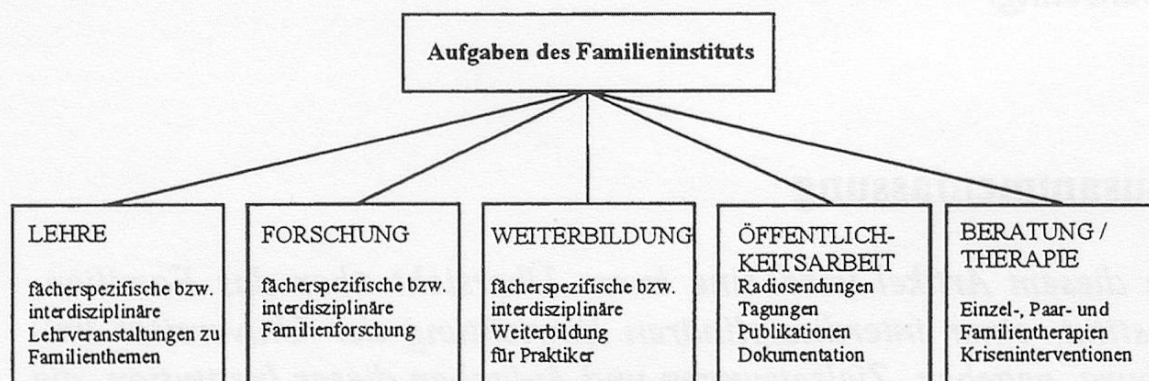 Aufgaben des Familieninstituts
LEHRE
fächerspezifische bzw.
interdisziplinäre
Lehrveranstaltungen zu
Familienthemen
FORSCHUNG
fächerspezifische bzw.
interdisziplinäre
Familienforschung
WEITERBILDUNG
fächerspezifische bzw.
interdisziplinäre
Weiterbildung
für Praktiker
ÖFFENTLICH-
KEITSARBEIT
Radiosendungen
Tagungen
Publikationen
Dokumentation
BERATUNG /
THERAPIE
Einzel-, Paar- und
Familientherapien
Kriseninterventionen